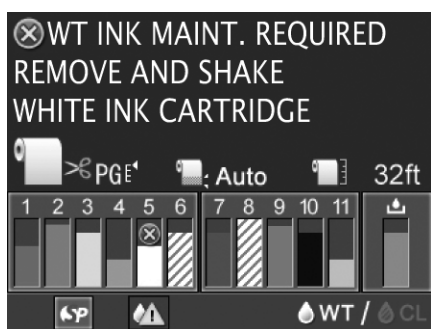 WT INK MAINT. REQUIRED
REMOVE AND SHAKE
WHITE INK CARTRIDGE
PGE : Auto 32ft
1 2 3 4 5 6 7 8 9 10 11
SP WT / CL